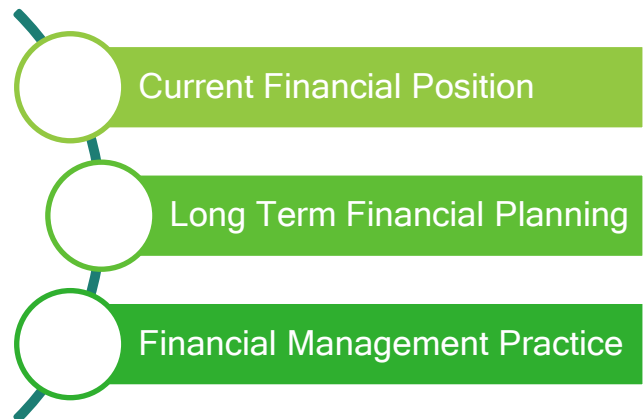 Current Financial Position
Long Term Financial Planning
Financial Management Practice